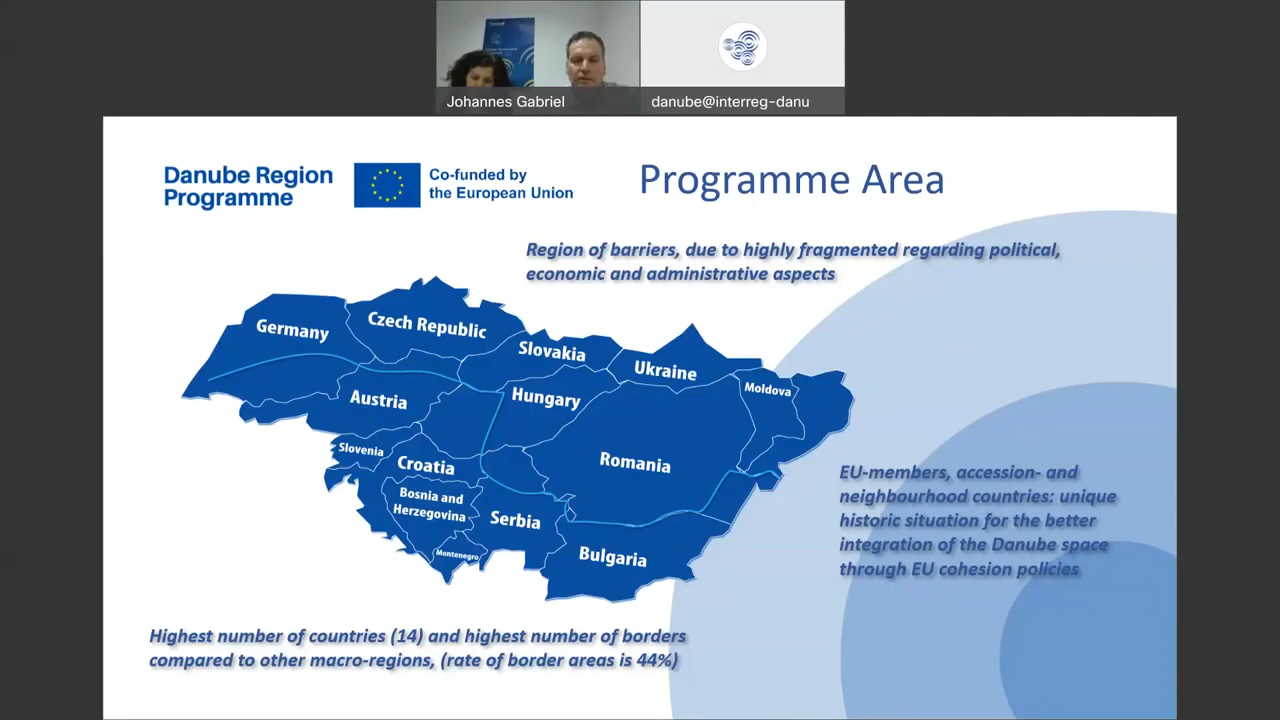 Johannes Gabriel
danube@interreg-danu
Danube Region
Programme
Co-funded by
the European Union
Programme Area
Region of barriers, due to highly fragmented regarding political,
economic and administrative aspects
Germany
Czech Republic
Slovakia
Ukraine
Moldova
Austria
Hungary
Slovenia
Croatia
Romania
Bosnia and
Herzegovina
Serbia
Montenegro
Bulgaria
EU-members, accession- and
neighbourhood countries: unique
historic situation for the better
integration of the Danube space
through EU cohesion policies
Highest number of countries (14) and highest number of borders
compared to other macro-regions, (rate of border areas is 44%)